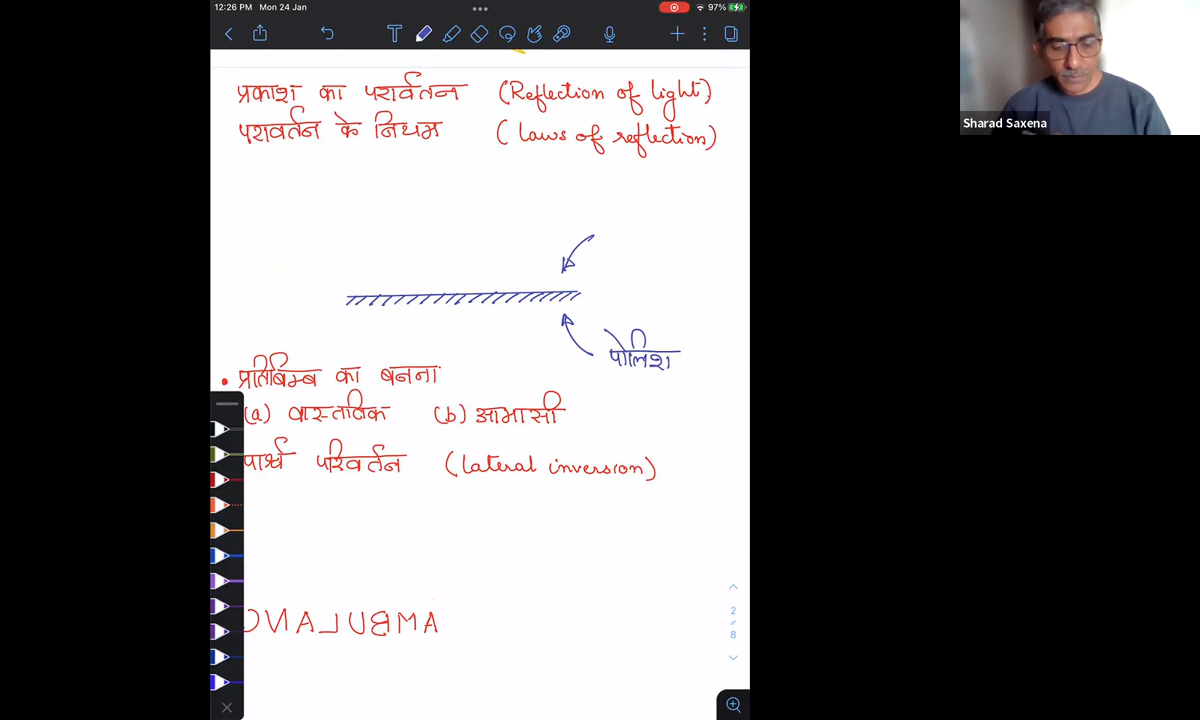 12:26 PM Mon 24 Jan
97%
प्रकाश का परावर्तन (Reflection of light)
परावर्तन के नियम (laws of reflection)
पोलिश
• प्रतिबिम्ब का बनना
(a) वास्तविक (b) आभासी
पार्श्व परिवर्तन (lateral inversion)
ƆИA⅃UᗺMA
2
8
Sharad Saxena